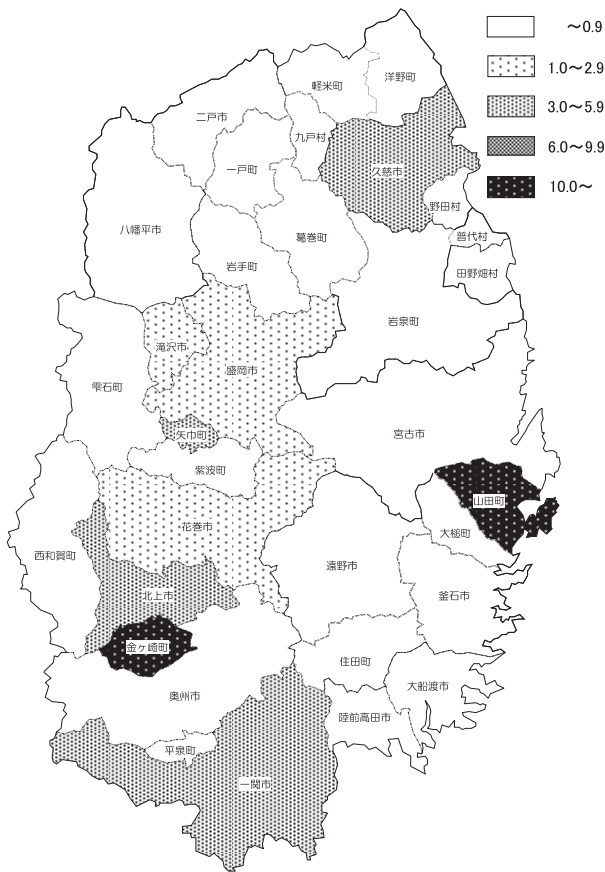 ～0.9
1.0～2.9
3.0～5.9
6.0～9.9
10.0～
洋野町
軽米町
二戸市
九戸村
一戸町
久慈市
野田村
八幡平市
葛巻町
普代村
岩手町
田野畑村
岩泉町
滝沢市
盛岡市
雫石町
矢巾町
宮古市
紫波町
山田町
花巻市
大槌町
西和賀町
遠野市
北上市
釜石市
金ヶ崎町
住田町
奥州市
大船渡市
陸前高田市
平泉町
一関市